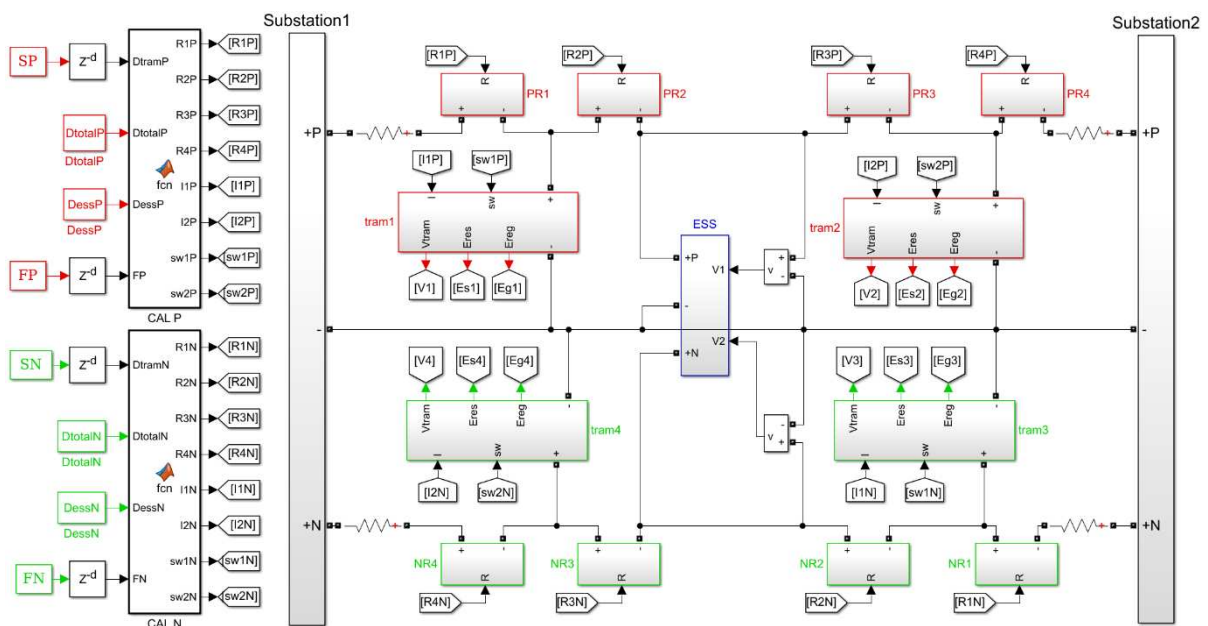 Substation1
Substation2
SP
Z-d
DtramP
DtotalP
DtotalP
DtotalP
DessP
DessP
DessP
FP
Z-d
FP
fcn
R1P
R2P
R3P
R4P
I1P
I2P
sw1P
sw2P
[R1P]
[R2P]
[R3P]
[R4P]
[I1P]
[I2P]
[sw1P]
[sw2P]
CAL P
SN
Z-d
DtramN
DtotalN
DtotalN
DtotalN
DessN
DessN
DessN
FN
Z-d
FN
fcn
R1N
R2N
R3N
R4N
I1N
I2N
sw1N
sw2N
[R1N]
[R2N]
[R3N]
[R4N]
[I1N]
[I2N]
[sw1N]
[sw2N]
CAL N
+P
-
+N
[R1P]
R
+ -
PR1
[R2P]
R
+ -
PR2
[R3P]
R
+ -
PR3
[R4P]
R
+ -
PR4
+
+
+P
-
+N
[I1P]
[sw1P]
I
sw
+
tram1
Vtram
Eres
Ereg
-
[V1]
[Es1]
[Eg1]
ESS
+P
-
+N
V1
V2
v
+
-
v
-
+
[I2P]
[sw2P]
I
sw
+
tram2
Vtram
Eres
Ereg
-
[V2]
[Es2]
[Eg2]
[V4]
[Es4]
[Eg4]
Vtram
Eres
Ereg
-
tram4
I
sw
+
[I2N]
[sw2N]
[V3]
[Es3]
[Eg3]
Vtram
Eres
Ereg
-
tram3
I
sw
+
[I1N]
[sw1N]
+
+
+ -
NR4
R
[R4N]
- +
NR3
R
[R3N]
+ -
NR2
R
[R2N]
+ -
NR1
R
[R1N]